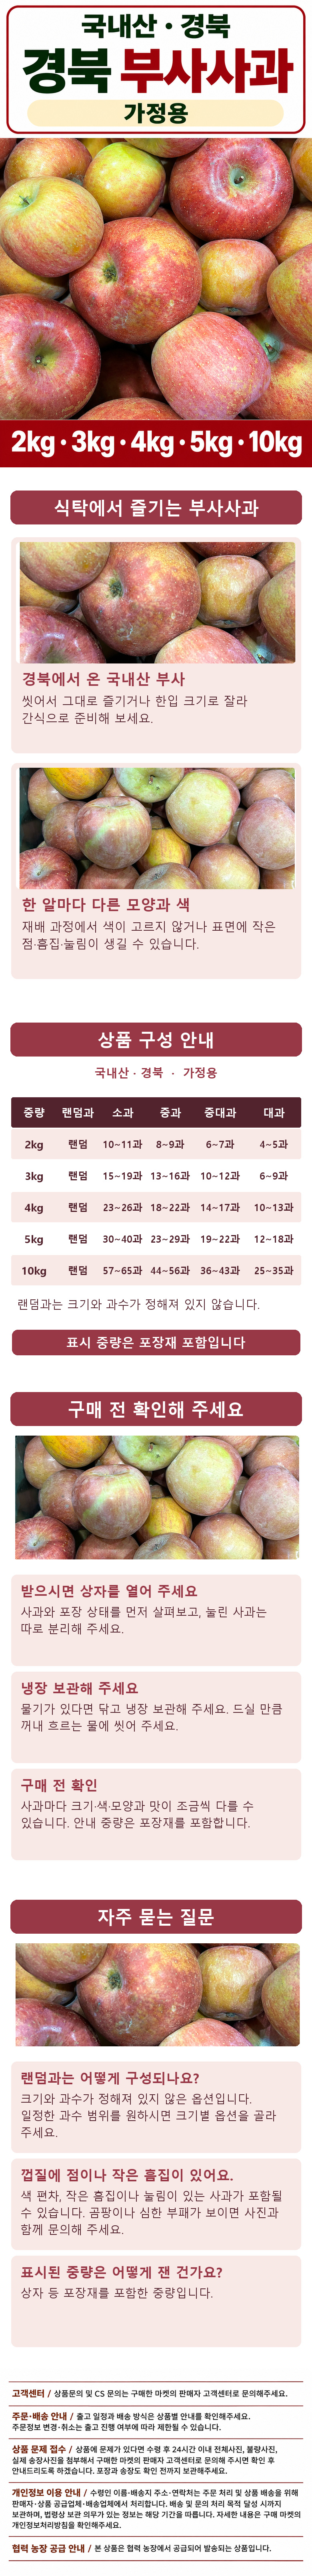 국내산 · 경북
경북 부사사과
가정용
2kg · 3kg · 4kg · 5kg · 10kg
식탁에서 즐기는 부사사과
경북에서 온 국내산 부사
씻어서 그대로 즐기거나 한입 크기로 잘라
간식으로 준비해 보세요.
한 알마다 다른 모양과 색
재배 과정에서 색이 고르지 않거나 표면에 작은
점·흠집·눌림이 생길 수 있습니다.
상품 구성 안내
국내산 · 경북 · 가정용
중량 랜덤과 소과 중과 중대과 대과
2kg 랜덤 10~11과 8~9과 6~7과 4~5과
3kg 랜덤 15~19과 13~16과 10~12과 6~9과
4kg 랜덤 23~26과 18~22과 14~17과 10~13과
5kg 랜덤 30~40과 23~29과 19~22과 12~18과
10kg 랜덤 57~65과 44~56과 36~43과 25~35과
랜덤과는 크기와 과수가 정해져 있지 않습니다.
표시 중량은 포장재 포함입니다
구매 전 확인해 주세요
받으시면 상자를 열어 주세요
사과와 포장 상태를 먼저 살펴보고, 눌린 사과는
따로 분리해 주세요.
냉장 보관해 주세요
물기가 있다면 닦고 냉장 보관해 주세요. 드실 만큼
꺼내 흐르는 물에 씻어 주세요.
구매 전 확인
사과마다 크기·색·모양과 맛이 조금씩 다를 수
있습니다. 안내 중량은 포장재를 포함합니다.
자주 묻는 질문
랜덤과는 어떻게 구성되나요?
크기와 과수가 정해져 있지 않은 옵션입니다.
일정한 과수 범위를 원하시면 크기별 옵션을 골라
주세요.
껍질에 점이나 작은 흠집이 있어요.
색 편차, 작은 흠집이나 눌림이 있는 사과가 포함될
수 있습니다. 곰팡이나 심한 부패가 보이면 사진과
함께 문의해 주세요.
표시된 중량은 어떻게 잰 건가요?
상자 등 포장재를 포함한 중량입니다.
고객센터 / 상품문의 및 CS 문의는 구매한 마켓의 판매자 고객센터로 문의해주세요.
주문·배송 안내 / 출고 일정과 배송 방식은 상품별 안내를 확인해주세요.
주문정보 변경·취소는 출고 진행 여부에 따라 제한될 수 있습니다.
상품 문제 접수 / 상품에 문제가 있다면 수령 후 24시간 이내 전체사진, 불량사진,
실제 송장사진을 첨부해서 구매한 마켓의 판매자 고객센터로 문의해 주시면 확인 후
안내드리도록 하겠습니다. 포장과 송장도 확인 전까지 보관해주세요.
개인정보 이용 안내 / 수령인 이름·배송지 주소·연락처는 주문 처리 및 상품 배송을 위해
판매자·상품 공급업체·배송업체에서 처리합니다. 배송 및 문의 처리 목적 달성 시까지
보관하며, 법령상 보관 의무가 있는 정보는 해당 기간을 따릅니다. 자세한 내용은 구매 마켓의
개인정보처리방침을 확인해주세요.
협력 농장 공급 안내 / 본 상품은 협력 농장에서 공급되어 발송되는 상품입니다.